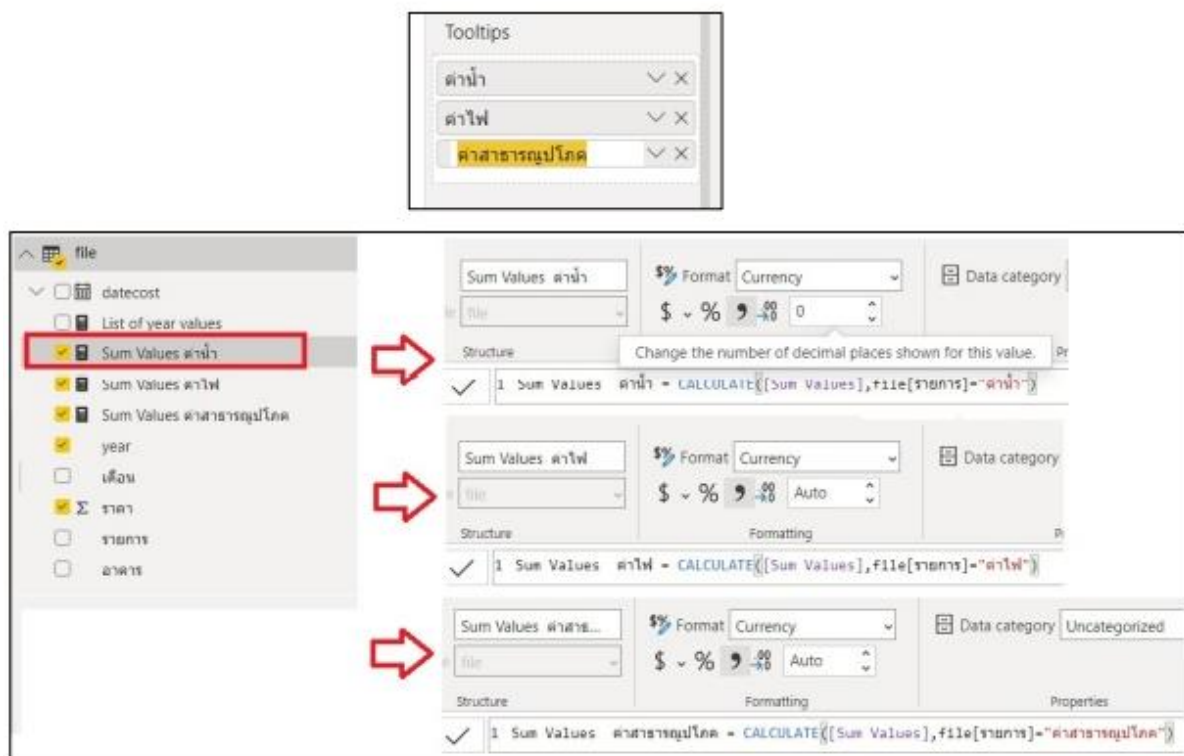 Tooltips
ค่าน้ำ
ค่าไฟ
ค่าสาธารณูปโภค
file
datecost
List of year values
Sum Values ค่าน้ำ
Sum Values ค่าไฟ
Sum Values ค่าสาธารณูปโภค
year
เดือน
Σ ราคา
รายการ
อาคาร
Sum Values ค่าน้ำ
Format Currency
Data category
file
$ % 9 .00 0
Structure
Change the number of decimal places shown for this value.
1 Sum Values ค่าน้ำ = CALCULATE([Sum Values],file[รายการ]="ค่าน้ำ")
Sum Values ค่าไฟ
Format Currency
Data category
file
$ % 9 .00 Auto
Structure
Formatting
1 Sum Values ค่าไฟ = CALCULATE([Sum Values],file[รายการ]="ค่าไฟ")
Sum Values ค่าสาธ...
Format Currency
Data category Uncategorized
file
$ % 9 .00 Auto
Structure
Formatting
Properties
1 Sum Values ค่าสาธารณูปโภค = CALCULATE([Sum Values],file[รายการ]="ค่าสาธารณูปโภค")